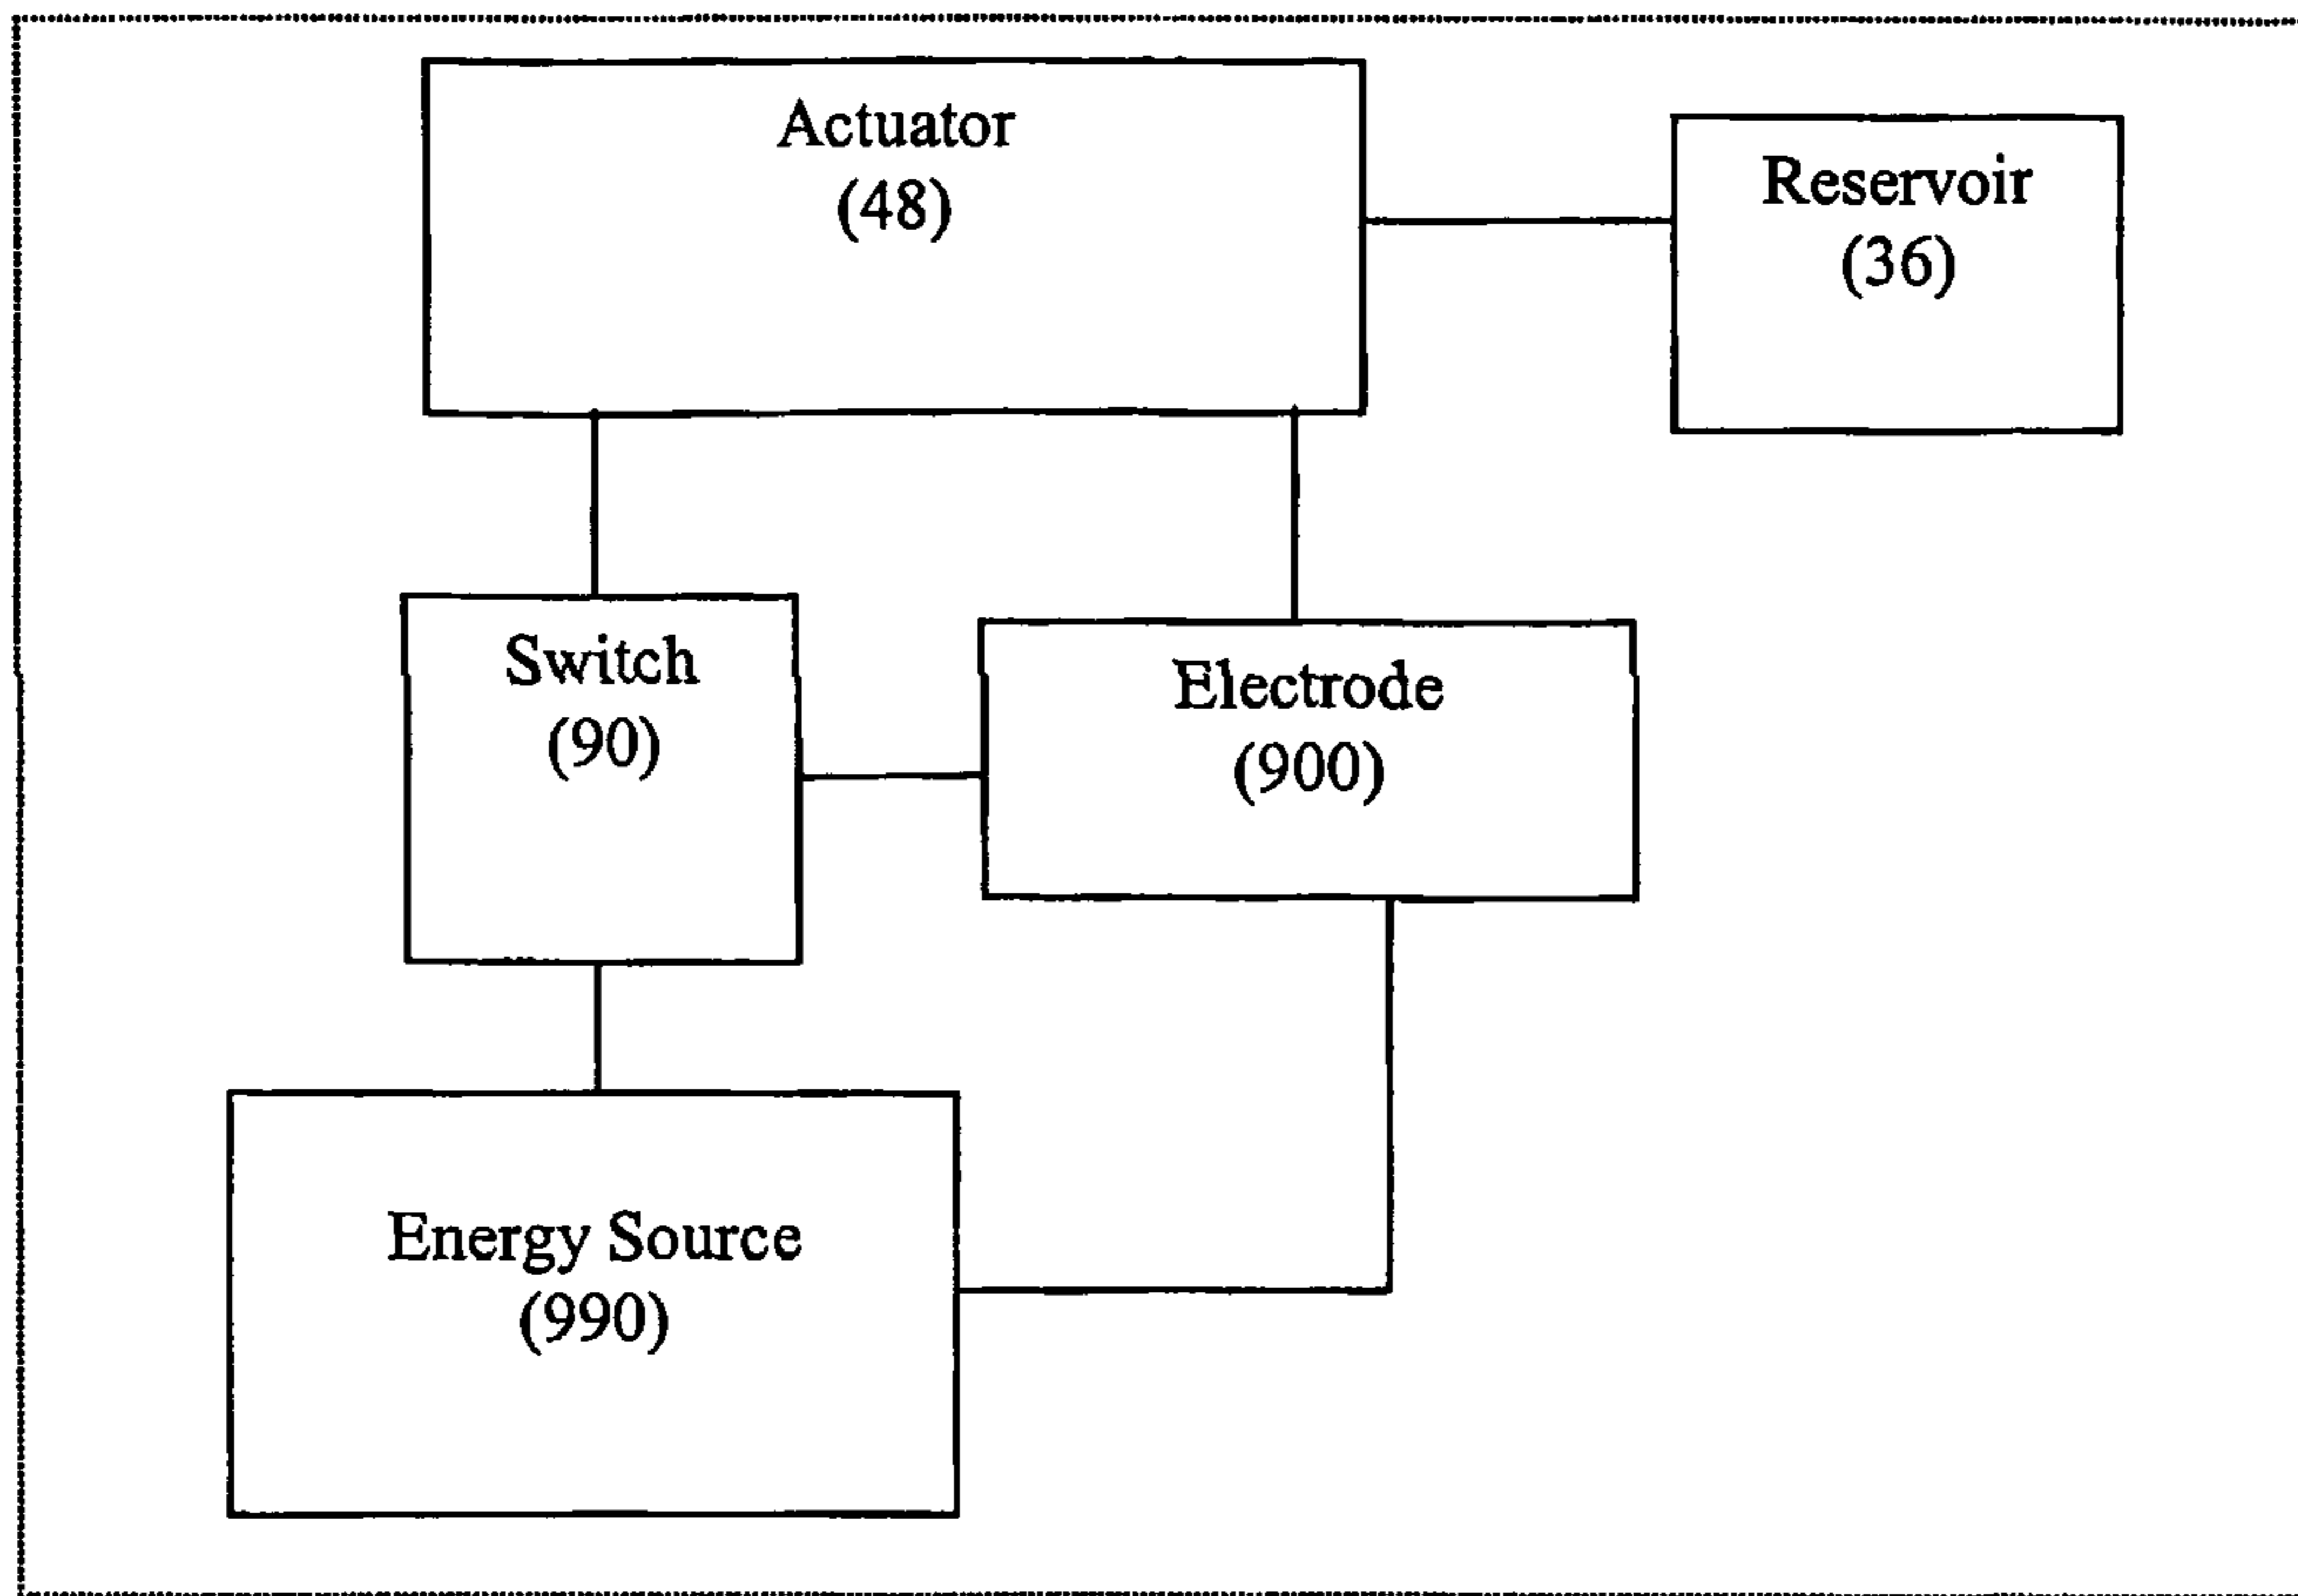 Actuator
(48)
Reservoir
(36)
Switch
(90)
Electrode
(900)
Energy Source
(990)